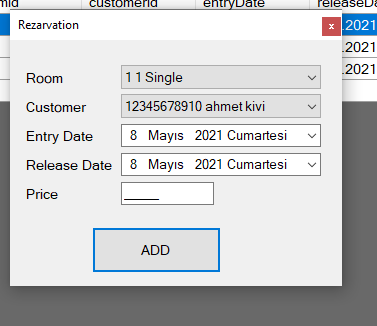 mId customerId entryDate releaseDa
Rezarvation x
.2021
Room 1 1 Single
.2021
Customer 12345678910 ahmet kivi
.2021
Entry Date 8 Mayıs 2021 Cumartesi
Release Date 8 Mayıs 2021 Cumartesi
Price _____
ADD